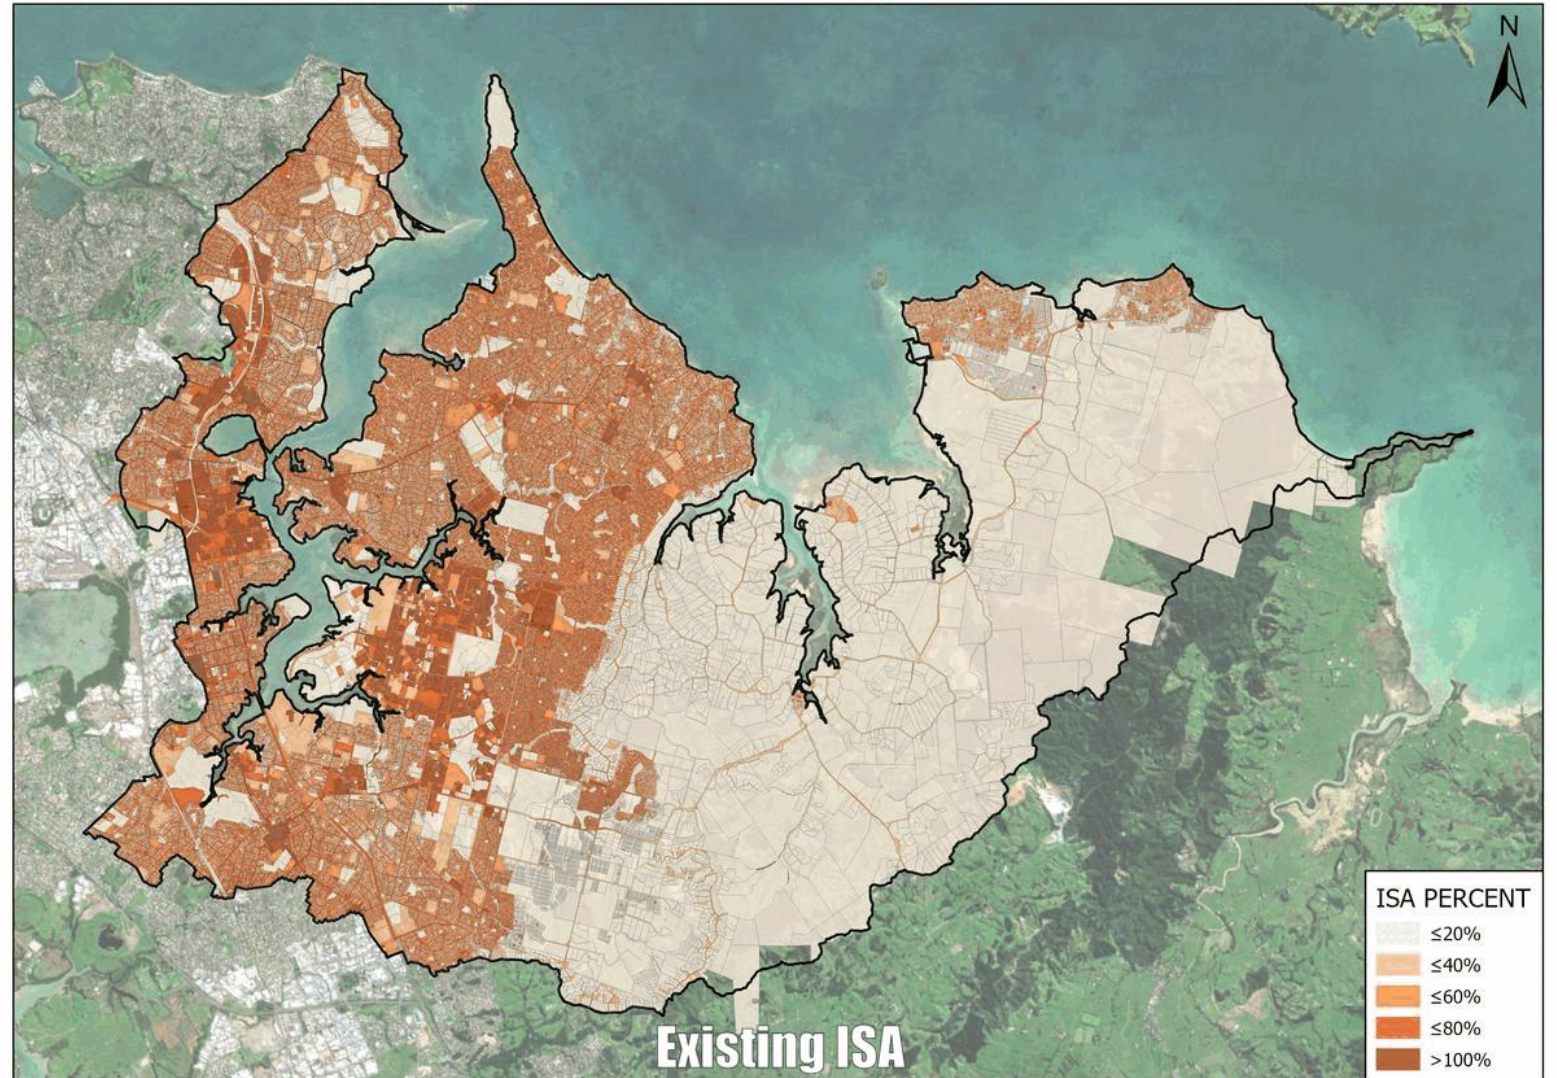 N
ISA PERCENT
≤20%
≤40%
≤60%
≤80%
>100%
Existing ISA